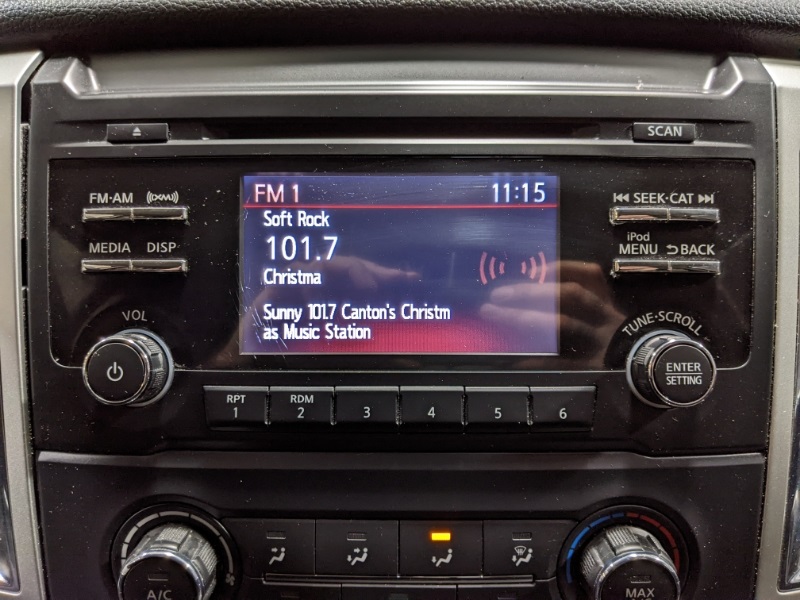 SCAN
FM·AM ((XM))
SEEK·CAT
MEDIA DISP
iPod
MENU BACK
FM 1 11:15
Soft Rock
101.7
Christma
Sunny 101.7 Canton's Christm
as Music Station
VOL
TUNE·SCROLL
ENTER
SETTING
RPT RDM
1 2 3 4 5 6
A/C
MAX